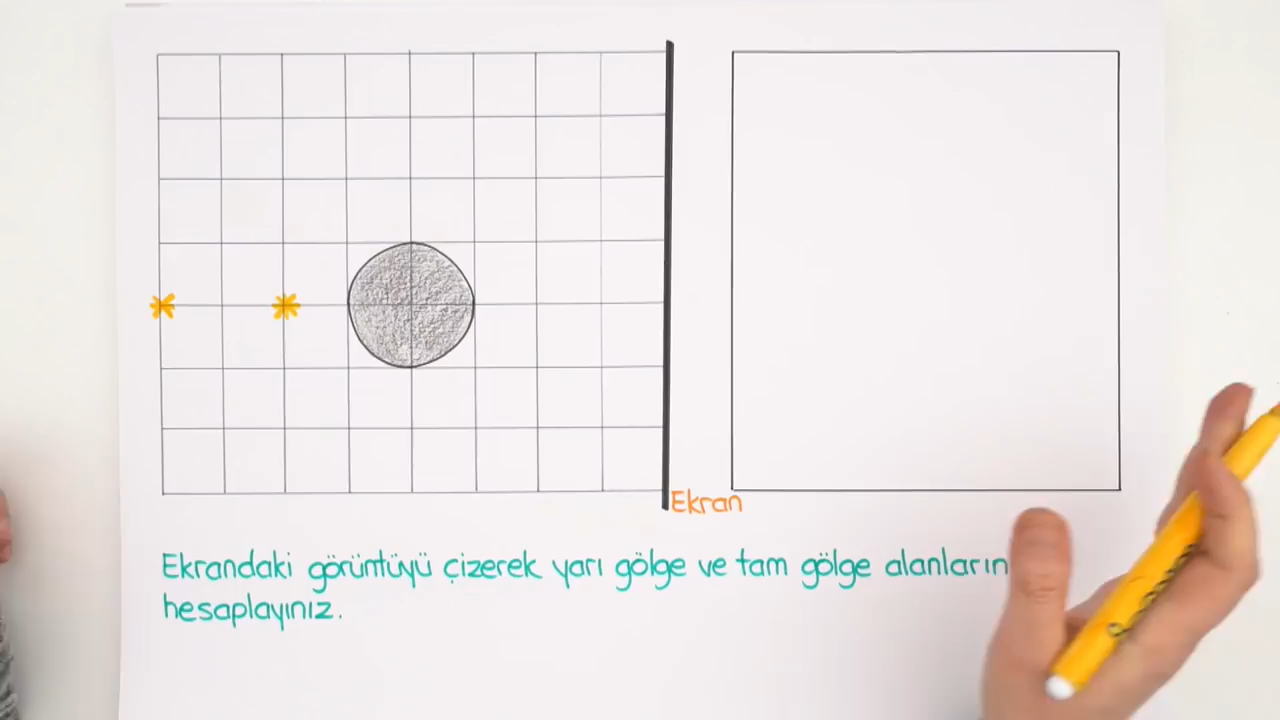 Ekran
Ekrandaki görüntüyü çizerek yarı gölge ve tam gölge alanların
hesaplayınız.